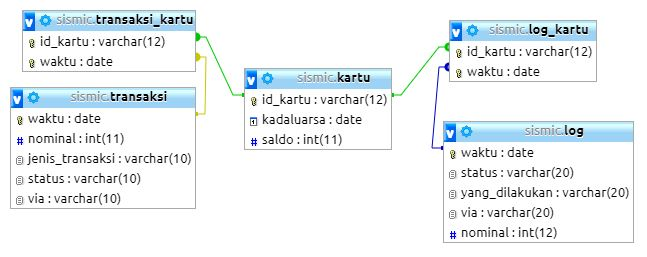 sismic.transaksi_kartu
id_kartu : varchar(12)
waktu : date
sismic.transaksi
waktu : date
nominal : int(11)
jenis_transaksi : varchar(10)
status : varchar(10)
via : varchar(10)
sismic.kartu
id_kartu : varchar(12)
kadaluarsa : date
saldo : int(11)
sismic.log_kartu
id_kartu : varchar(12)
waktu : date
sismic.log
waktu : date
status : varchar(20)
yang_dilakukan : varchar(20)
via : varchar(20)
nominal : int(12)